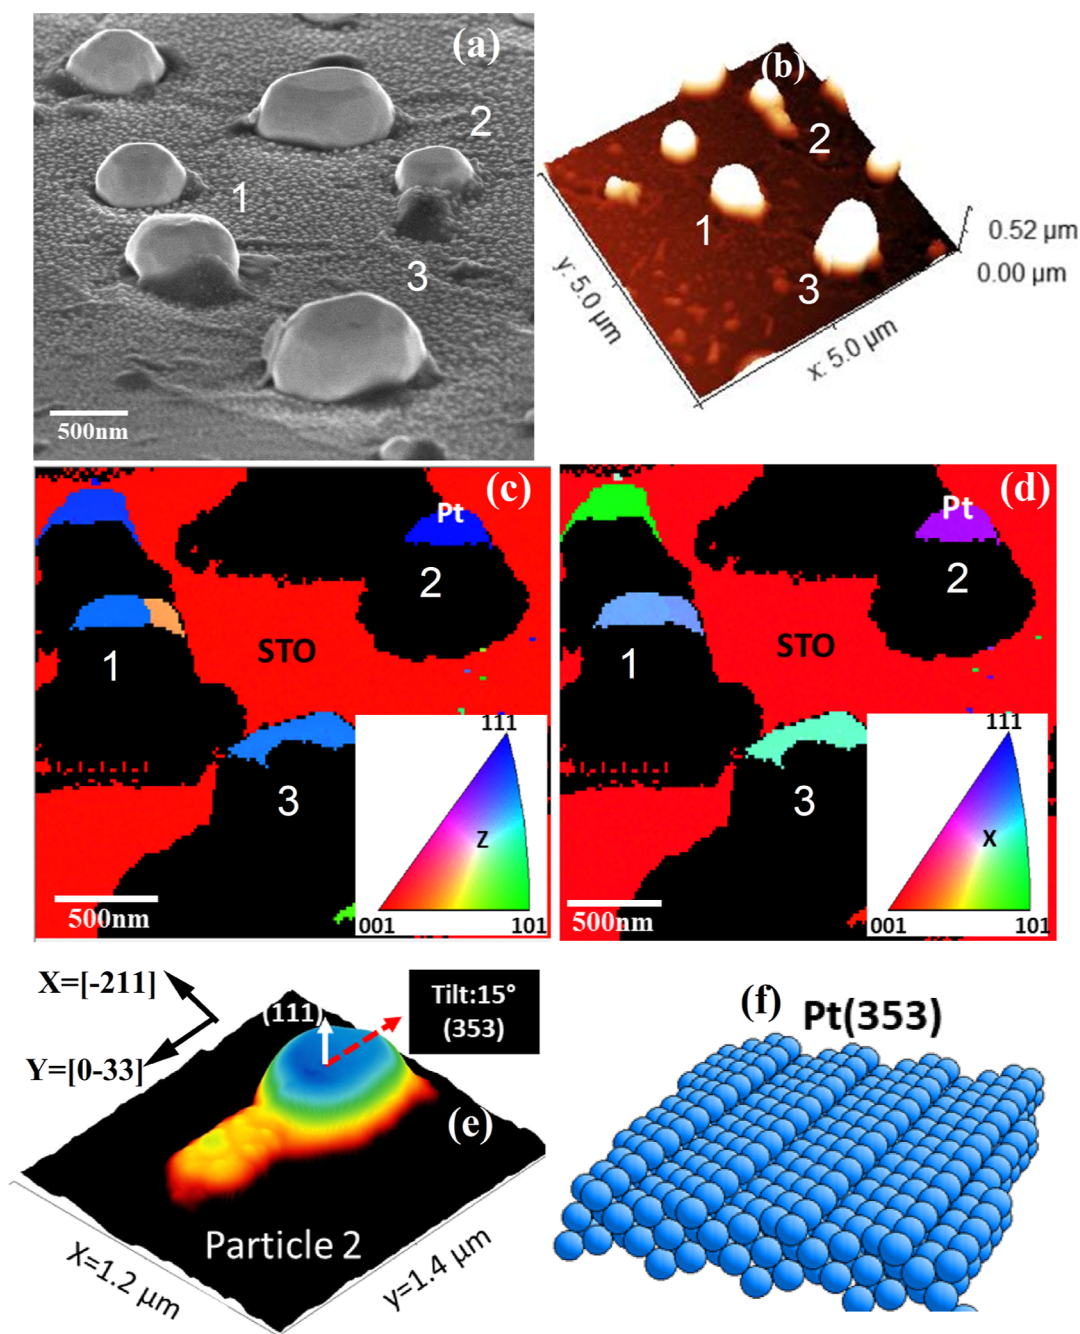 (a)
2
1
3
500nm
(b)
2
1
3
0.52 µm
0.00 µm
y: 5.0 µm
x: 5.0 µm
(c)
Pt
2
STO
1
3
111
Z
001
101
500nm
(d)
Pt
2
STO
1
3
111
X
001
101
500nm
X=[-211]
Y=[0-33]
(111)
Tilt:15°
(353)
(e)
Particle 2
X=1.2 µm
y=1.4 µm
(f)
Pt(353)